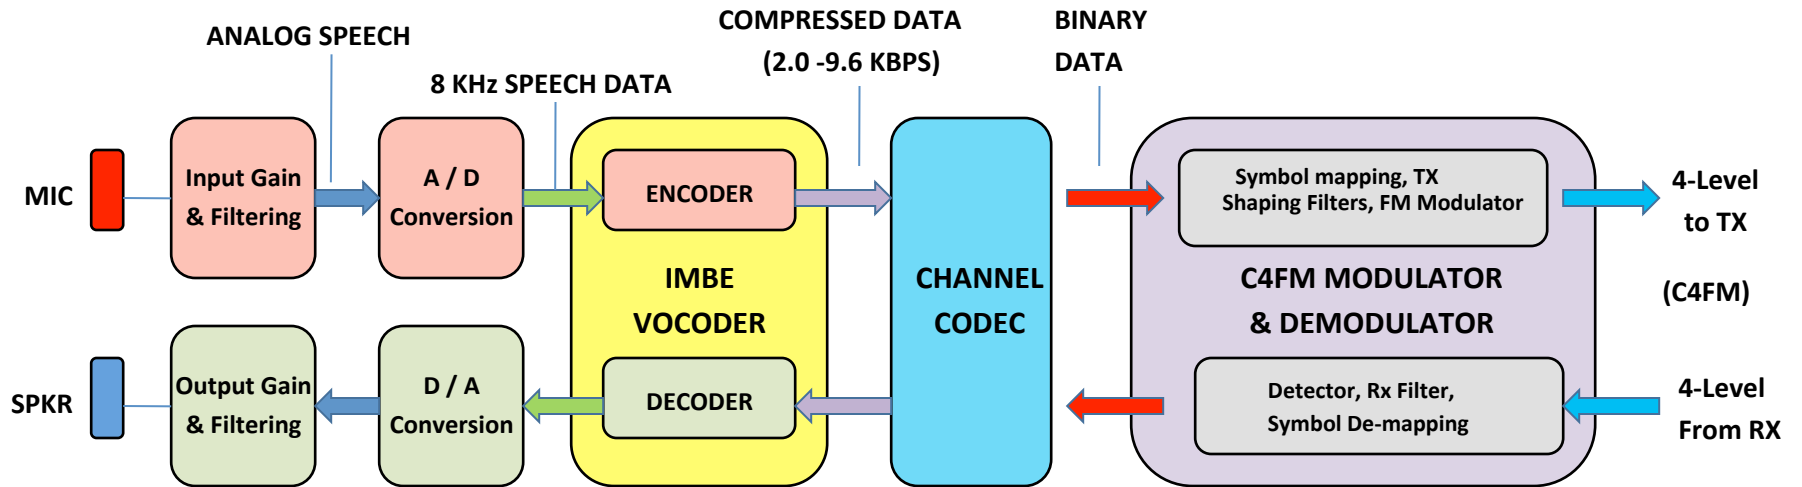 ANALOG SPEECH
8 KHz SPEECH DATA
COMPRESSED DATA
(2.0 -9.6 KBPS)
BINARY
DATA
MIC
Input Gain
& Filtering
A / D
Conversion
ENCODER
IMBE
VOCODER
CHANNEL
CODEC
Symbol mapping, TX
Shaping Filters, FM Modulator
C4FM MODULATOR
& DEMODULATOR
4-Level
to TX
(C4FM)
SPKR
Output Gain
& Filtering
D / A
Conversion
DECODER
Detector, Rx Filter,
Symbol De-mapping
4-Level
From RX